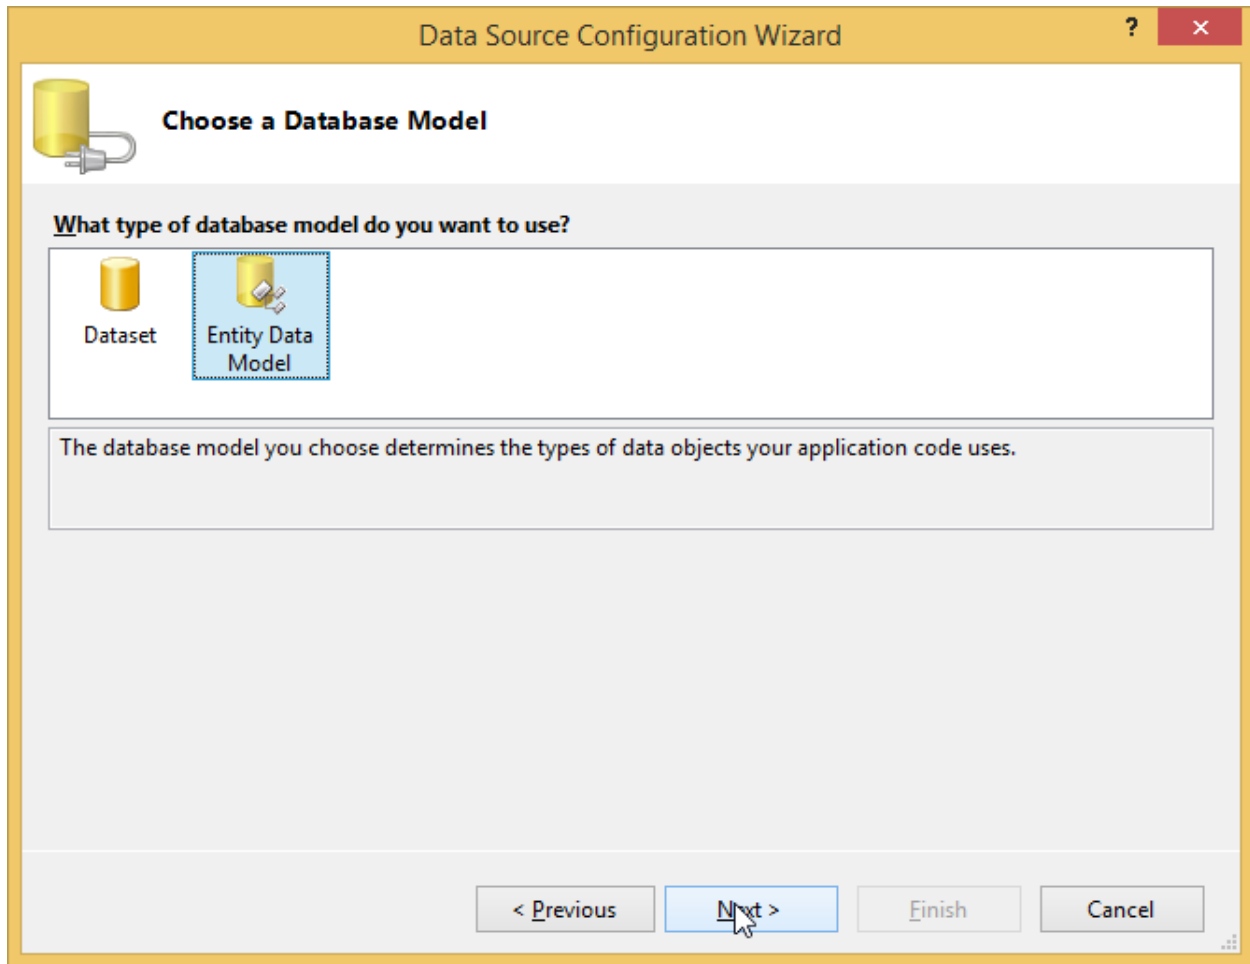 Data Source Configuration Wizard ? ×
Choose a Database Model
What type of database model do you want to use?
Dataset
Entity Data
Model
The database model you choose determines the types of data objects your application code uses.
< Previous Next > Finish Cancel